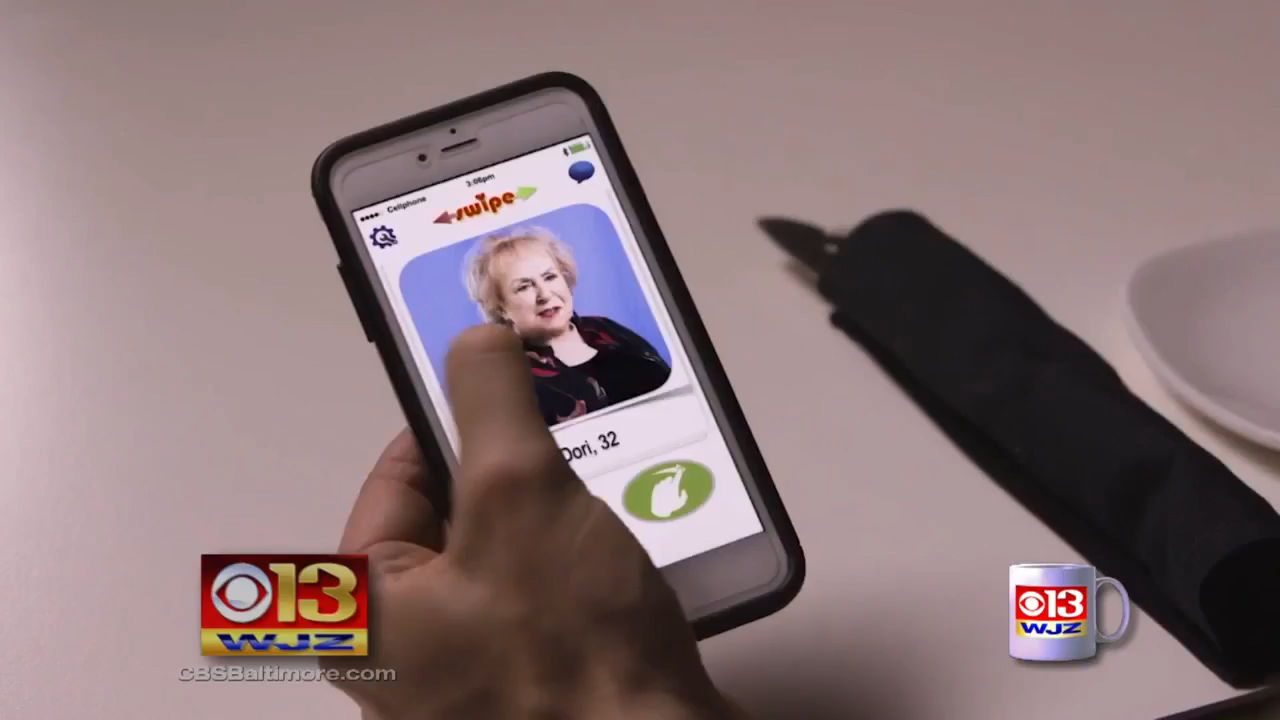 3:06pm
Cellphone
swipe
Dori, 32
13
WJZ
CBSBaltimore.com
13
WJZ